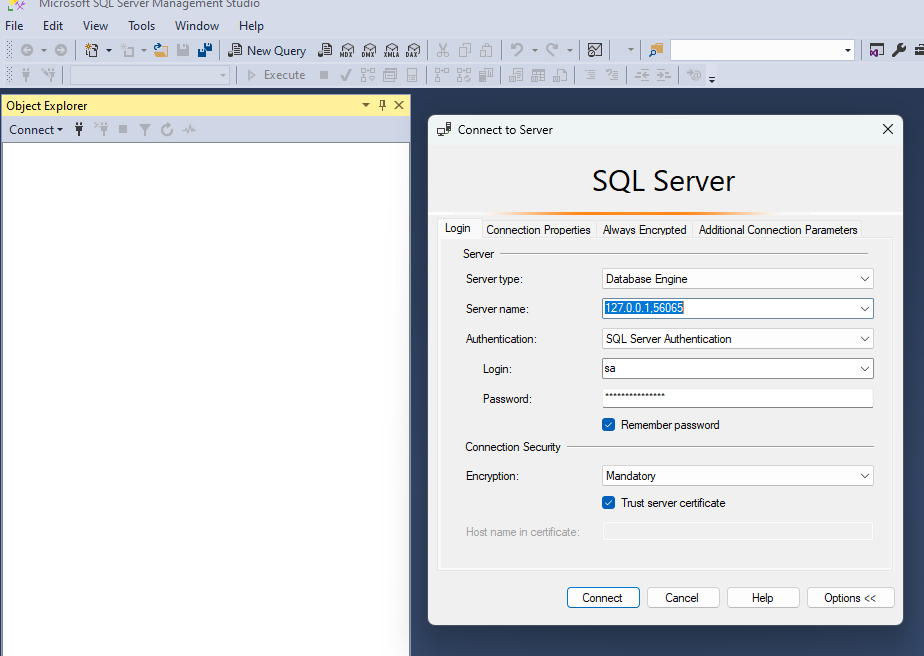 Microsoft SQL Server Management Studio
File Edit View Tools Window Help
New Query MDX DMX XMLA DAX
Execute
Object Explorer
Connect
Connect to Server
SQL Server
Login Connection Properties Always Encrypted Additional Connection Parameters
Server
Server type: Database Engine
Server name: 127.0.0.1,56065
Authentication: SQL Server Authentication
Login: sa
Password: ***************
Remember password
Connection Security
Encryption: Mandatory
Trust server certificate
Host name in certificate:
Connect Cancel Help Options <<